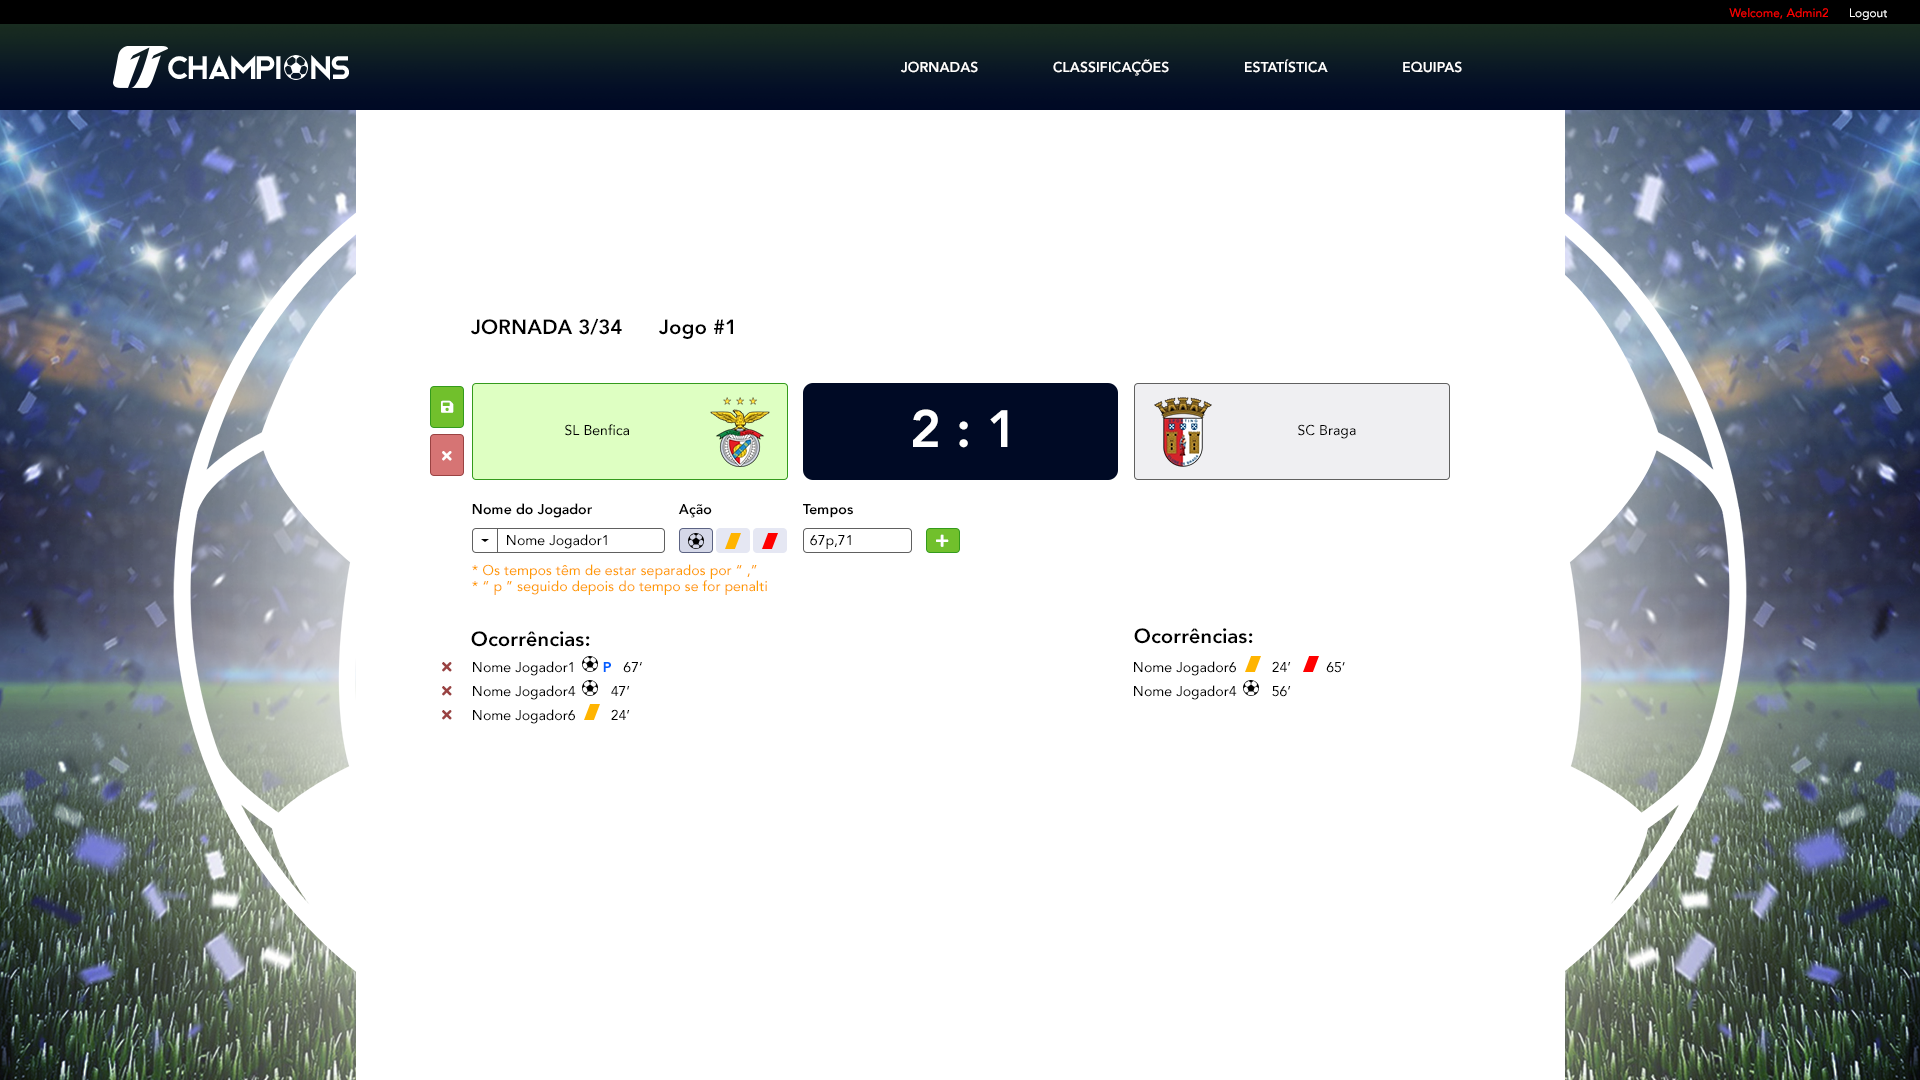 Welcome, Admin2 Logout
11 CHAMPIONS
JORNADAS CLASSIFICAÇÕES ESTATÍSTICA EQUIPAS
JORNADA 3/34 Jogo #1
SL Benfica
2 : 1
SC Braga
Nome do Jogador Ação Tempos
Nome Jogador1 67p,71
* Os tempos têm de estar separados por “ ,”
* “ p ” seguido depois do tempo se for penalti
Ocorrências:
Nome Jogador1 P 67’
Nome Jogador4 47’
Nome Jogador6 24’
Ocorrências:
Nome Jogador6 24’ 65’
Nome Jogador4 56’